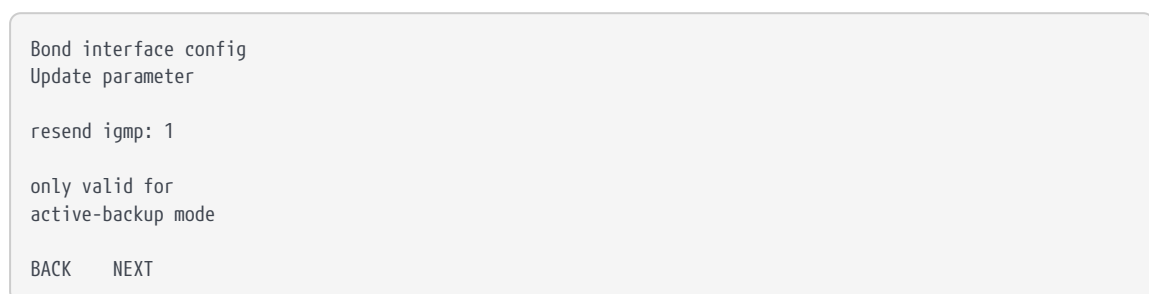 Bond interface config
Update parameter
resend igmp: 1
only valid for
active-backup mode
BACK    NEXT